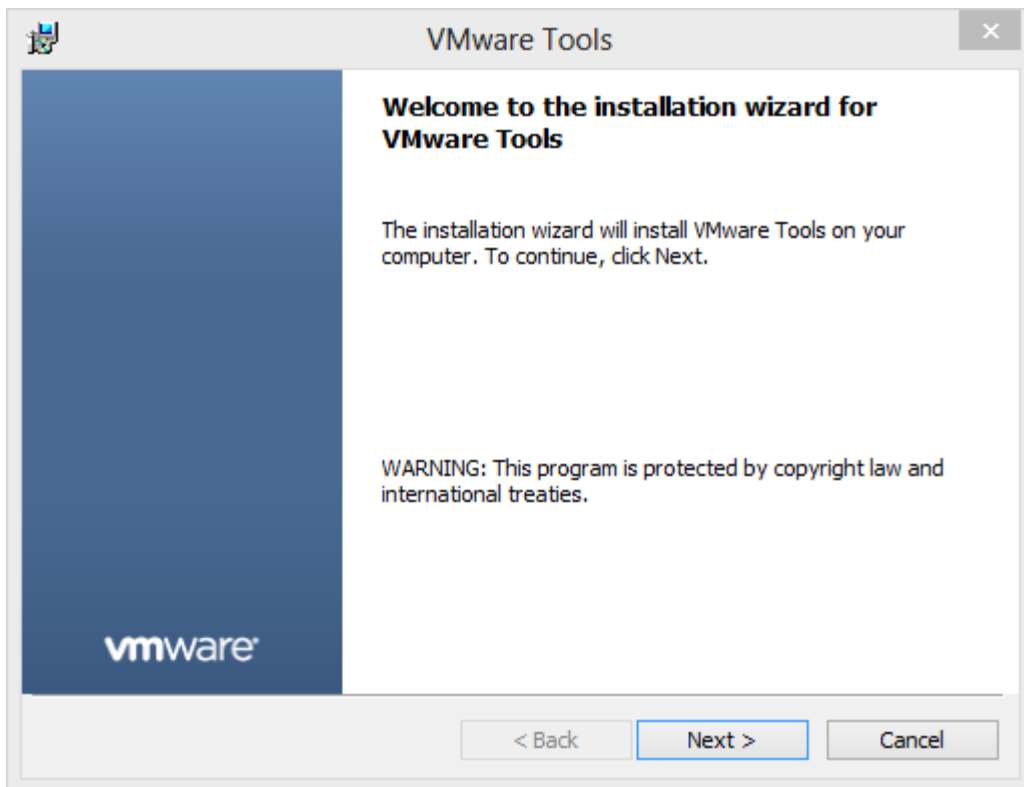 VMware Tools
Welcome to the installation wizard for
VMware Tools
The installation wizard will install VMware Tools on your
computer. To continue, click Next.
WARNING: This program is protected by copyright law and
international treaties.
vmware
< Back
Next >
Cancel